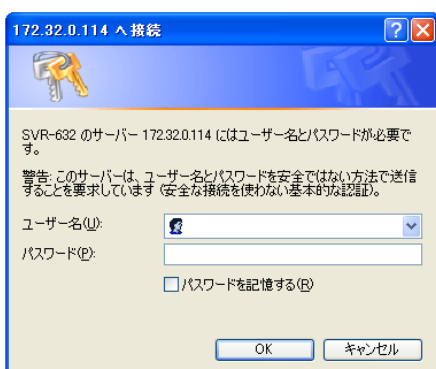 172.32.0.114 へ接続
SVR-632 のサーバー 172.32.0.114 にはユーザー名とパスワードが必要で
す。
警告: このサーバーは、ユーザー名とパスワードを安全ではない方法で送信
することを要求しています (安全な接続を使わない基本的な認証)。
ユーザー名(U):
パスワード(P):
パスワードを記憶する(R)
OK キャンセル